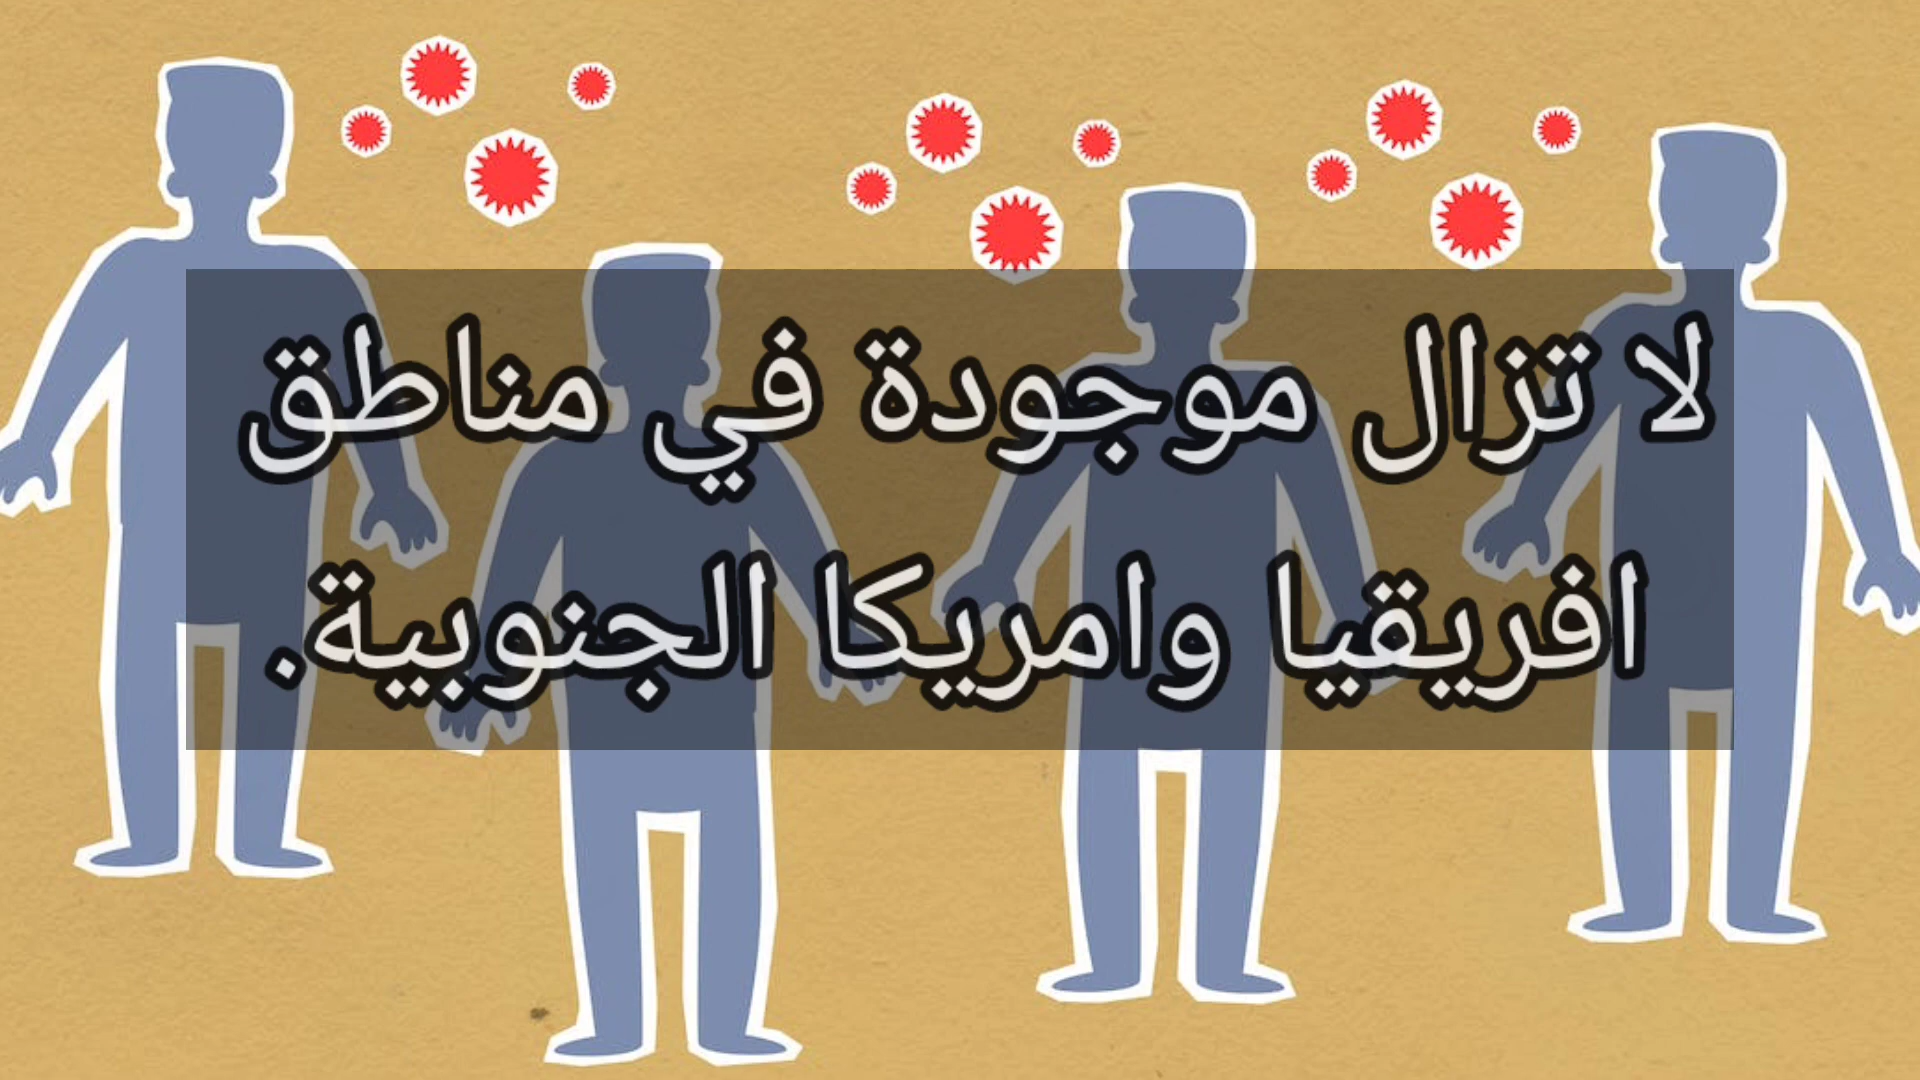 لا تزال موجودة في مناطق
افريقيا وامريكا الجنوبية.